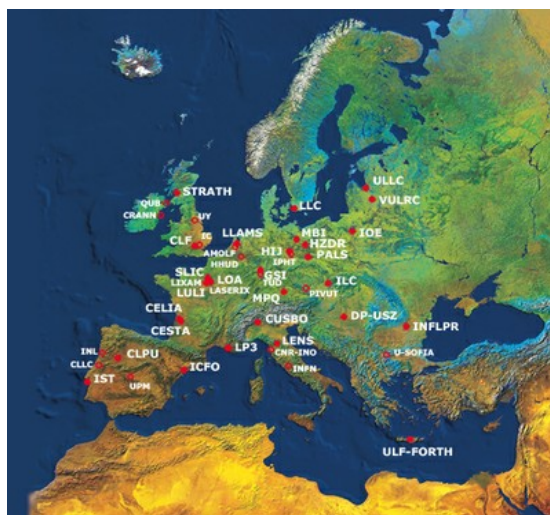 ULLC
STRATH
VULRC
QUB
LLC
CRANN
UY
IOE
IC
LLAMS
MBI
CLF
HZDR
AMOLF
HIJ
PALS
HHUD
IPHT
SLIC
LOA
GSI
LIXAM
TUD
ILC
LULI
LASERIX
PIVUT
MPQ
CELIA
DP-USZ
CUSBO
INFLPR
CESTA
LENS
INL
LP3
CNR-INO
U-SOFIA
CLPU
CLLC
INFN
ICFO
IST
UPM
ULF-FORTH